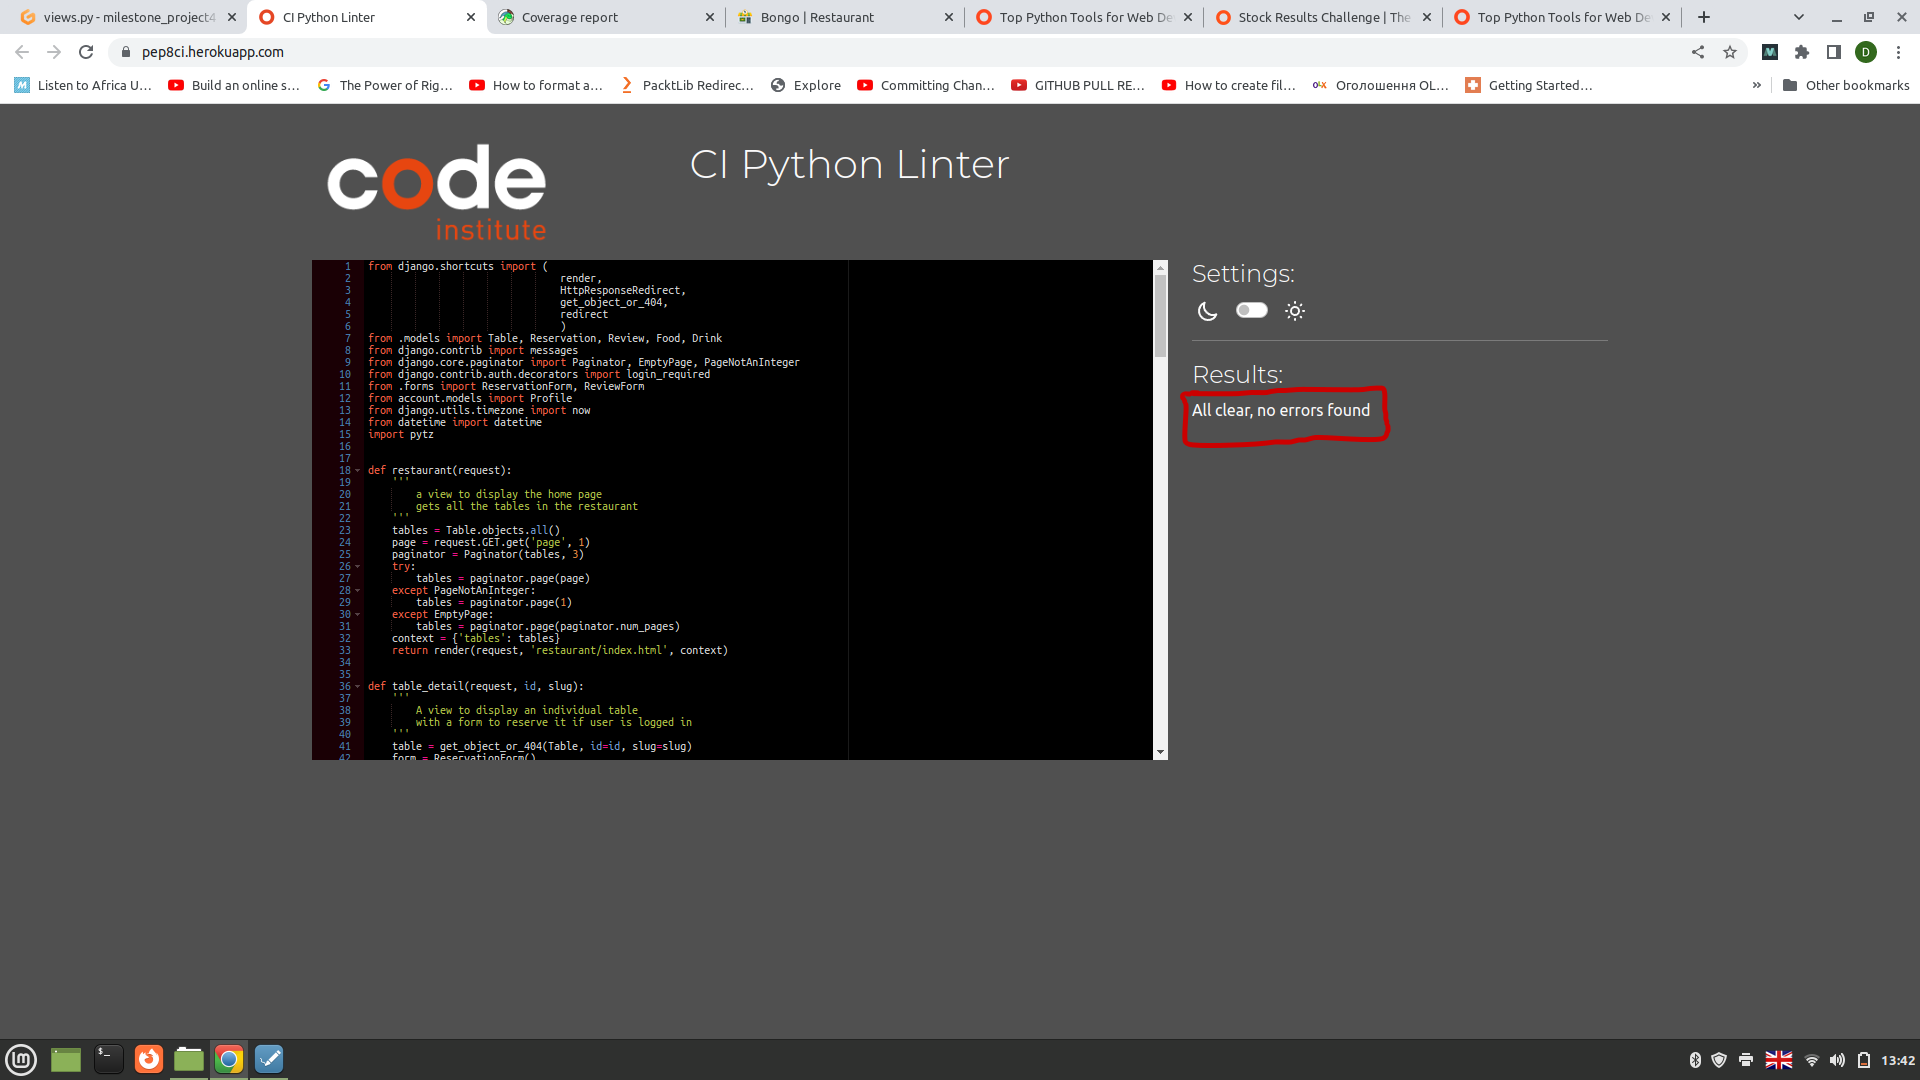 views.py - milestone_project4
CI Python Linter
Coverage report
Bongo | Restaurant
Top Python Tools for Web De
Stock Results Challenge | The
Top Python Tools for Web De
pep8ci.herokuapp.com
D
Listen to Africa U...
Build an online s...
The Power of Rig...
How to format a...
PacktLib Redirec...
Explore
Committing Chan...
GITHUB PULL RE...
How to create fil...
Оголошення OL...
Getting Started...
»
Other bookmarks
code
institute
CI Python Linter
1 from django.shortcuts import (
2 render,
3 HttpResponseRedirect,
4 get_object_or_404,
5 redirect
6 )
7 from .models import Table, Reservation, Review, Food, Drink
8 from django.contrib import messages
9 from django.core.paginator import Paginator, EmptyPage, PageNotAnInteger
10 from django.contrib.auth.decorators import login_required
11 from .forms import ReservationForm, ReviewForm
12 from account.models import Profile
13 from django.utils.timezone import now
14 from datetime import datetime
15 import pytz
16
17
18 def restaurant(request):
19 '''
20 a view to display the home page
21 gets all the tables in the restaurant
22 '''
23 tables = Table.objects.all()
24 page = request.GET.get('page', 1)
25 paginator = Paginator(tables, 3)
26 try:
27 tables = paginator.page(page)
28 except PageNotAnInteger:
29 tables = paginator.page(1)
30 except EmptyPage:
31 tables = paginator.page(paginator.num_pages)
32 context = {'tables': tables}
33 return render(request, 'restaurant/index.html', context)
34
35
36 def table_detail(request, id, slug):
37 '''
38 A view to display an individual table
39 with a form to reserve it if user is logged in
40 '''
41 table = get_object_or_404(Table, id=id, slug=slug)
42 form = ReservationForm()
Settings:
Results:
All clear, no errors found
13:42